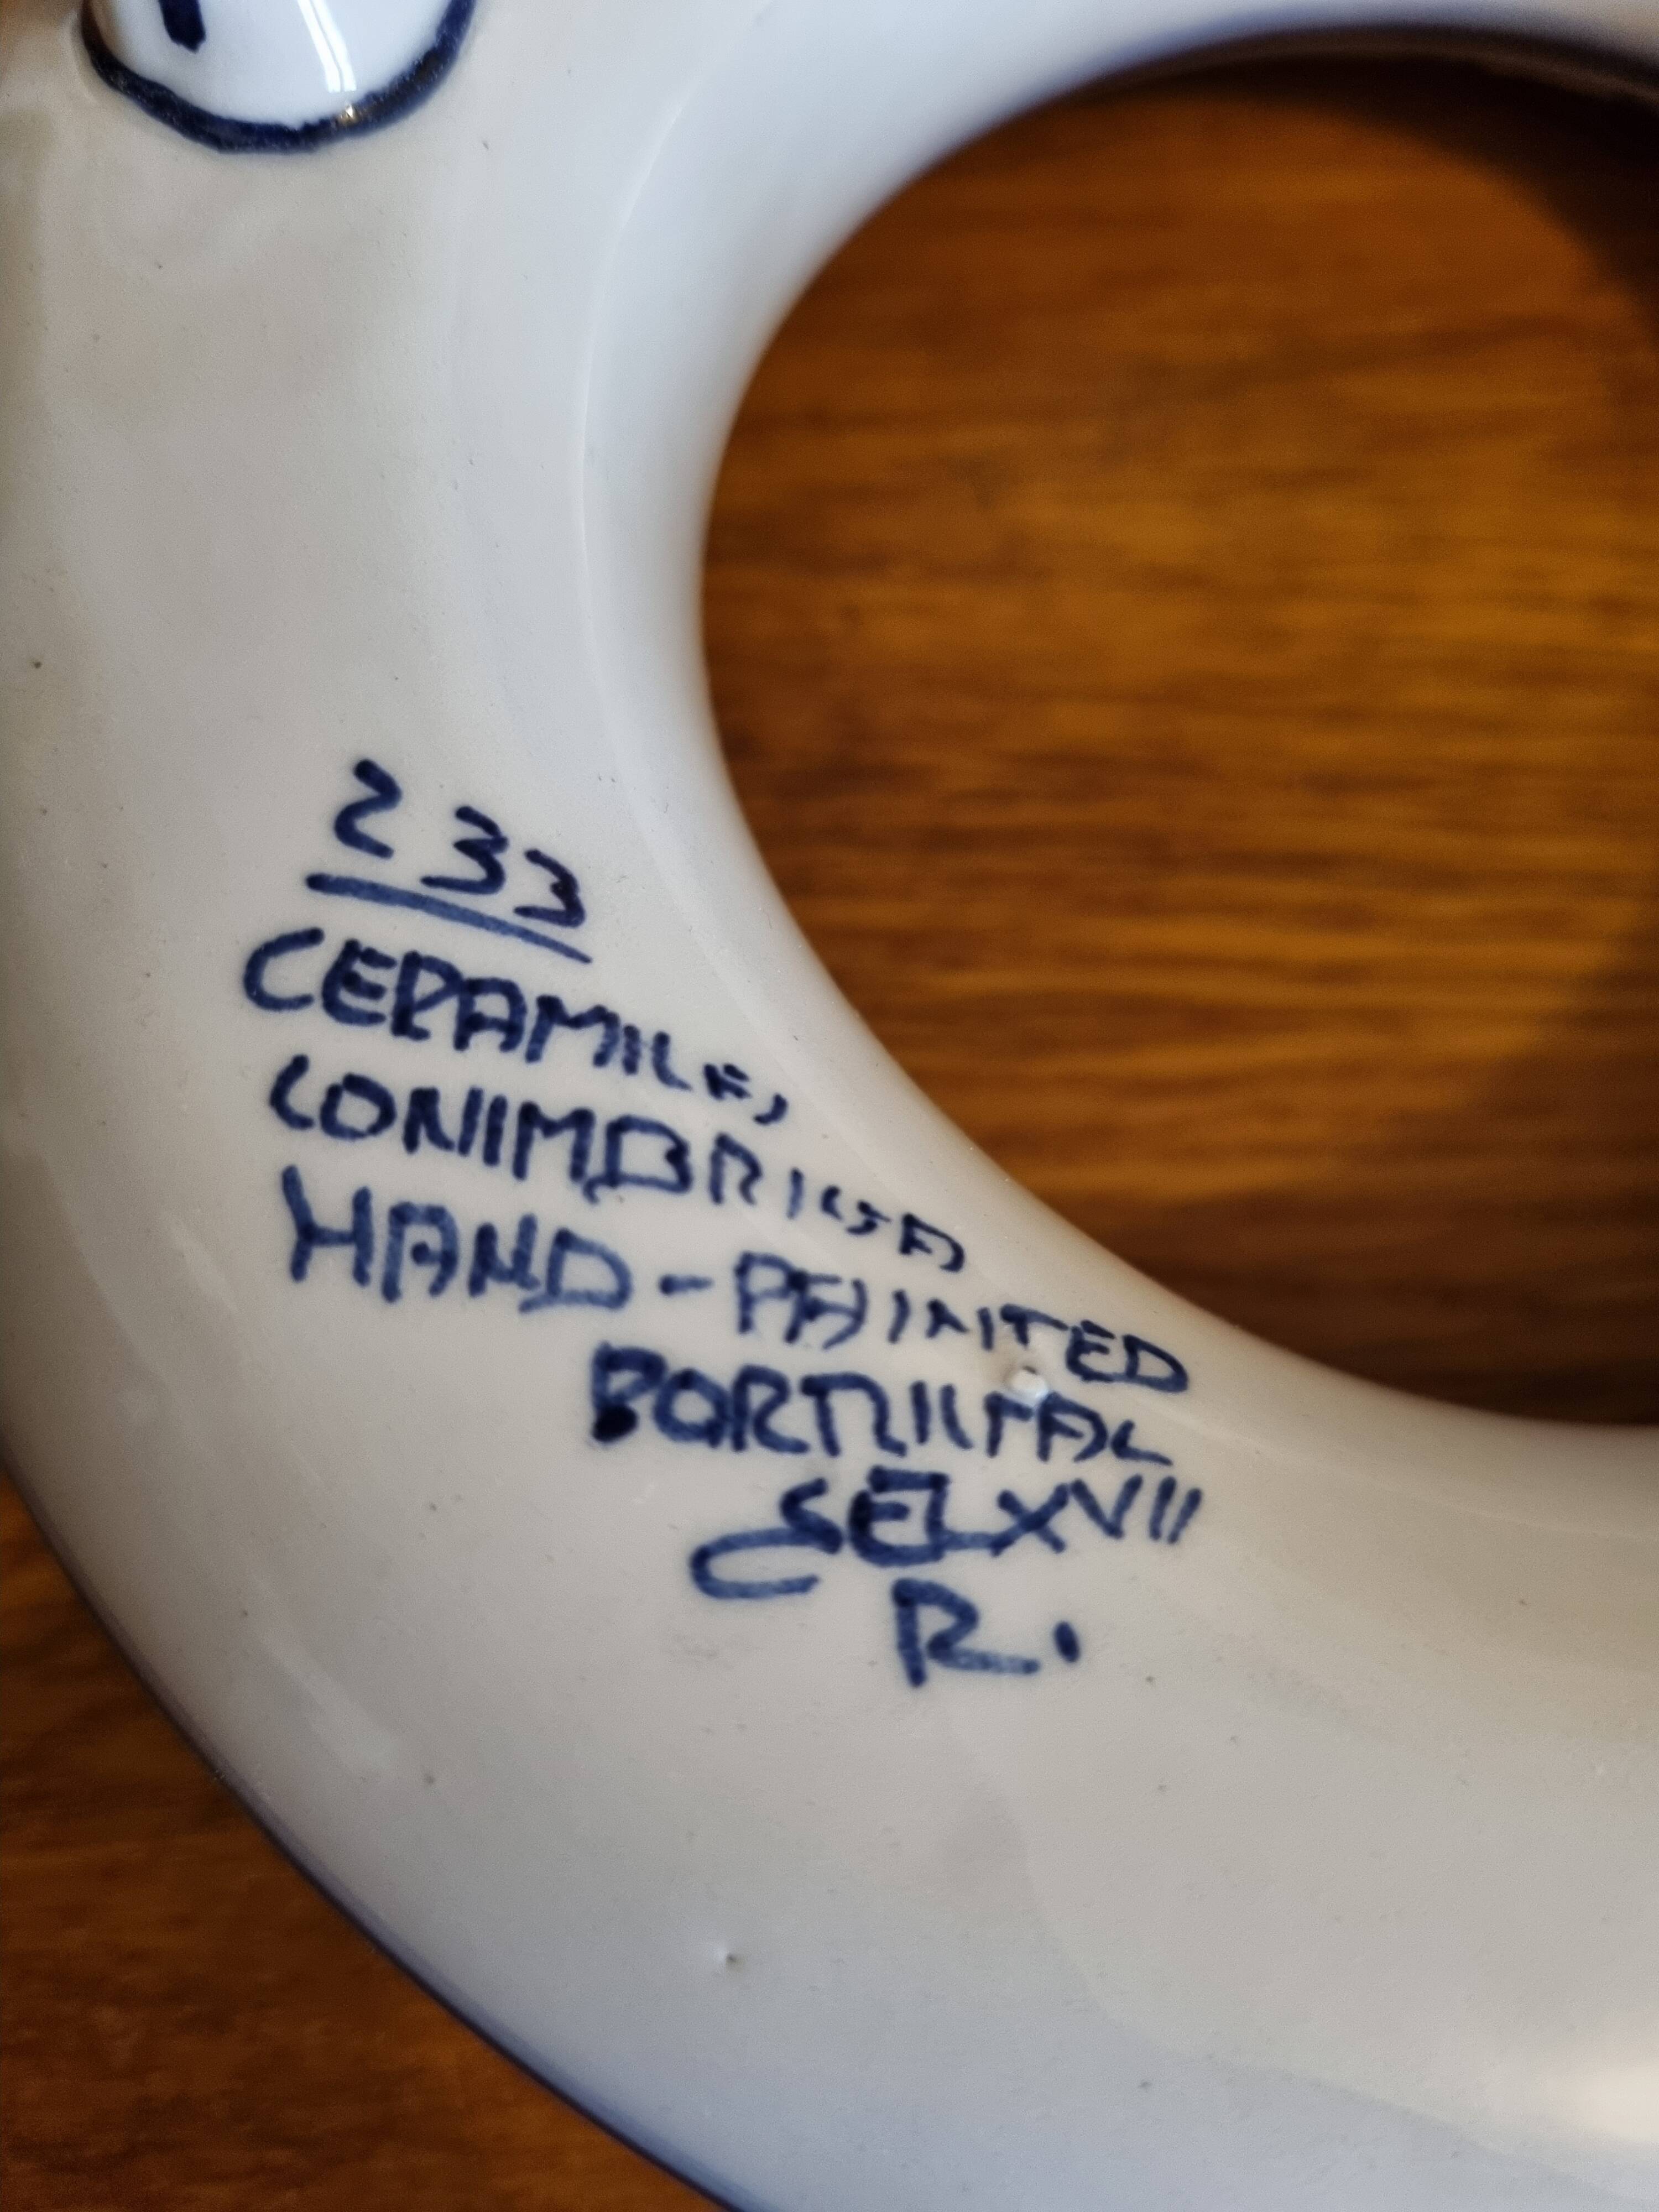 233
CERAMICA
CONIMBRIGA
HAND-PAINTED
PORTUGAL
SEC XVII
R.